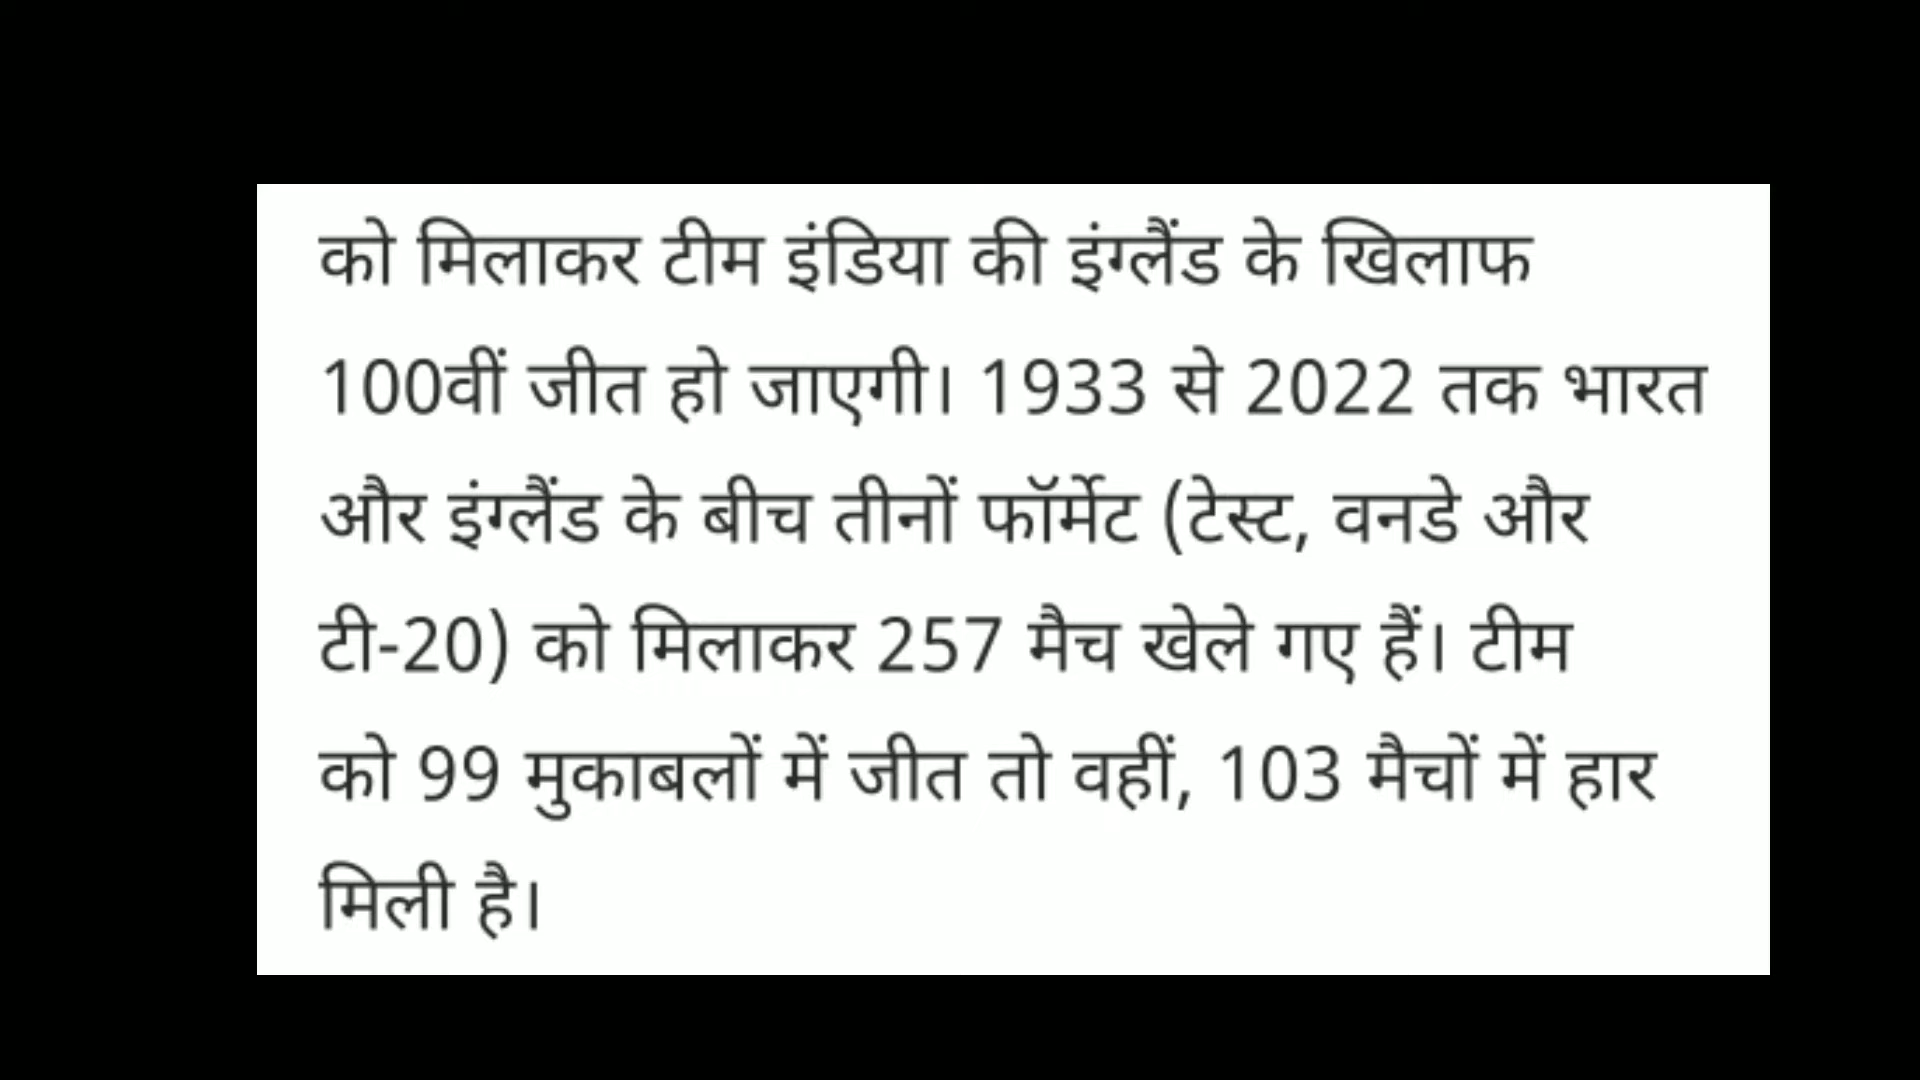 को मिलाकर टीम इंडिया की इंग्लैंड के खिलाफ
100वीं जीत हो जाएगी। 1933 से 2022 तक भारत
और इंग्लैंड के बीच तीनों फॉर्मेट (टेस्ट, वनडे और
टी-20) को मिलाकर 257 मैच खेले गए हैं। टीम
को 99 मुकाबलों में जीत तो वहीं, 103 मैचों में हार
मिली है।